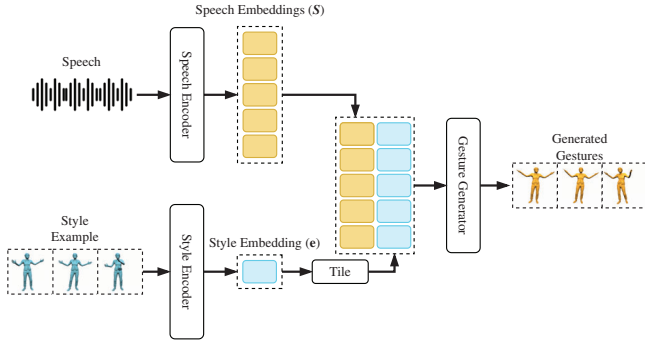 Speech Embeddings (S)
Speech
Speech Encoder
Gesture Generator
Generated
Gestures
Style
Example
Style Encoder
Style Embedding (e)
Tile